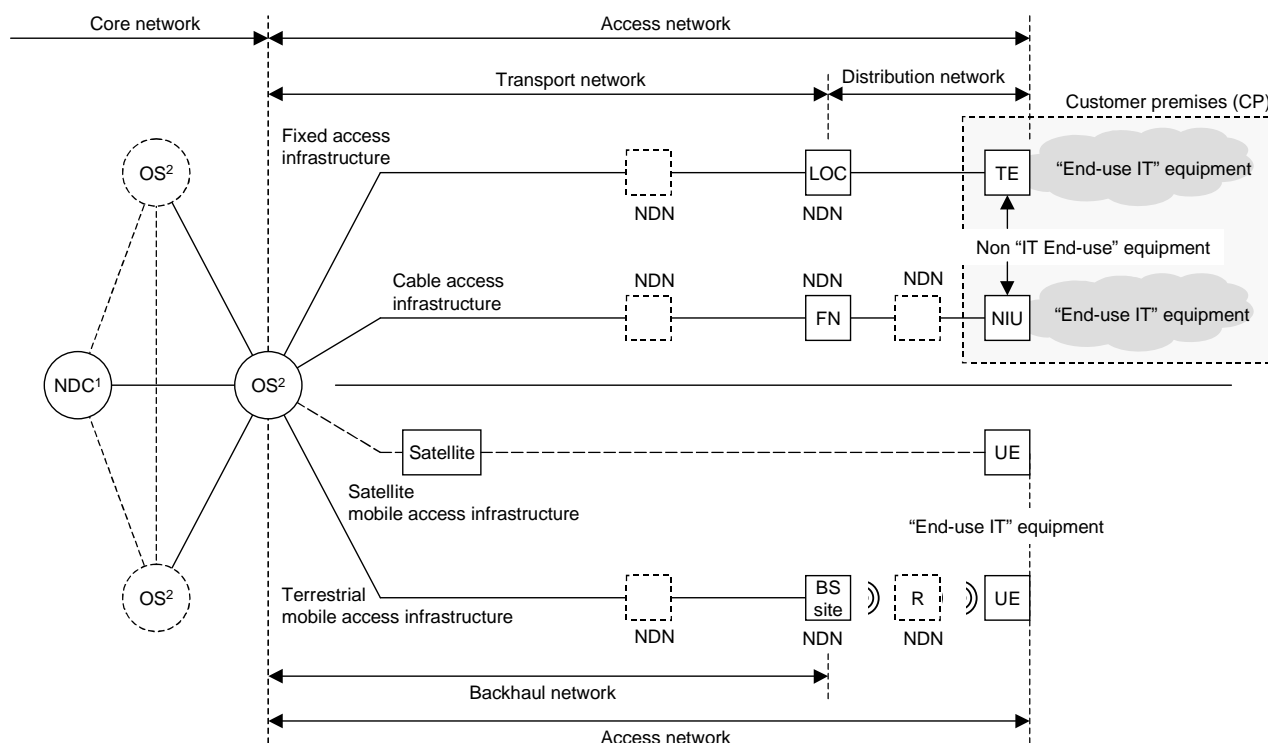 Core network
Access network
Transport network
Distribution network
Customer premises (CP)
Fixed access
infrastructure
OS²
LOC
TE
“End-use IT” equipment
NDN
NDN
Non “IT End-use” equipment
Cable access
infrastructure
NDN
NDN
NDN
FN
NIU
“End-use IT” equipment
NDC¹
OS²
Satellite
UE
Satellite
mobile access infrastructure
“End-use IT” equipment
OS²
Terrestrial
mobile access infrastructure
BS
site
R
UE
NDN
NDN
NDN
Backhaul network
Access network